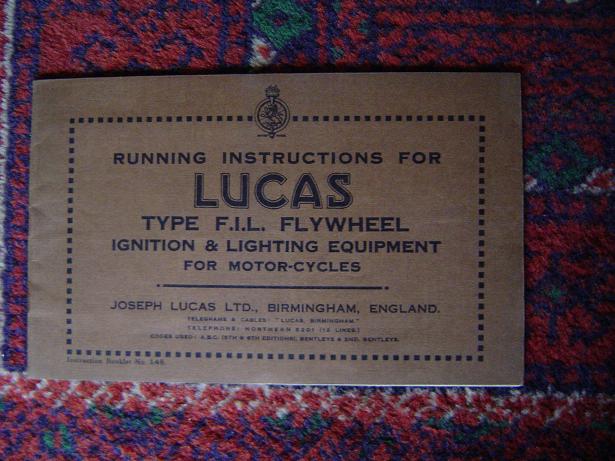 RUNNING INSTRUCTIONS FOR
LUCAS
TYPE F.I.L. FLYWHEEL
IGNITION & LIGHTING EQUIPMENT
FOR MOTOR-CYCLES
JOSEPH LUCAS LTD., BIRMINGHAM, ENGLAND.
TELEGRAMS & CABLES: "LUCAS, BIRMINGHAM."
TELEPHONE: NORTHERN 5201 (12 LINES.)
CODES USED: A.B.C. (5TH & 6TH EDITIONS), BENTLEYS & 2ND. BENTLEYS.
Instruction Booklet No. 148.